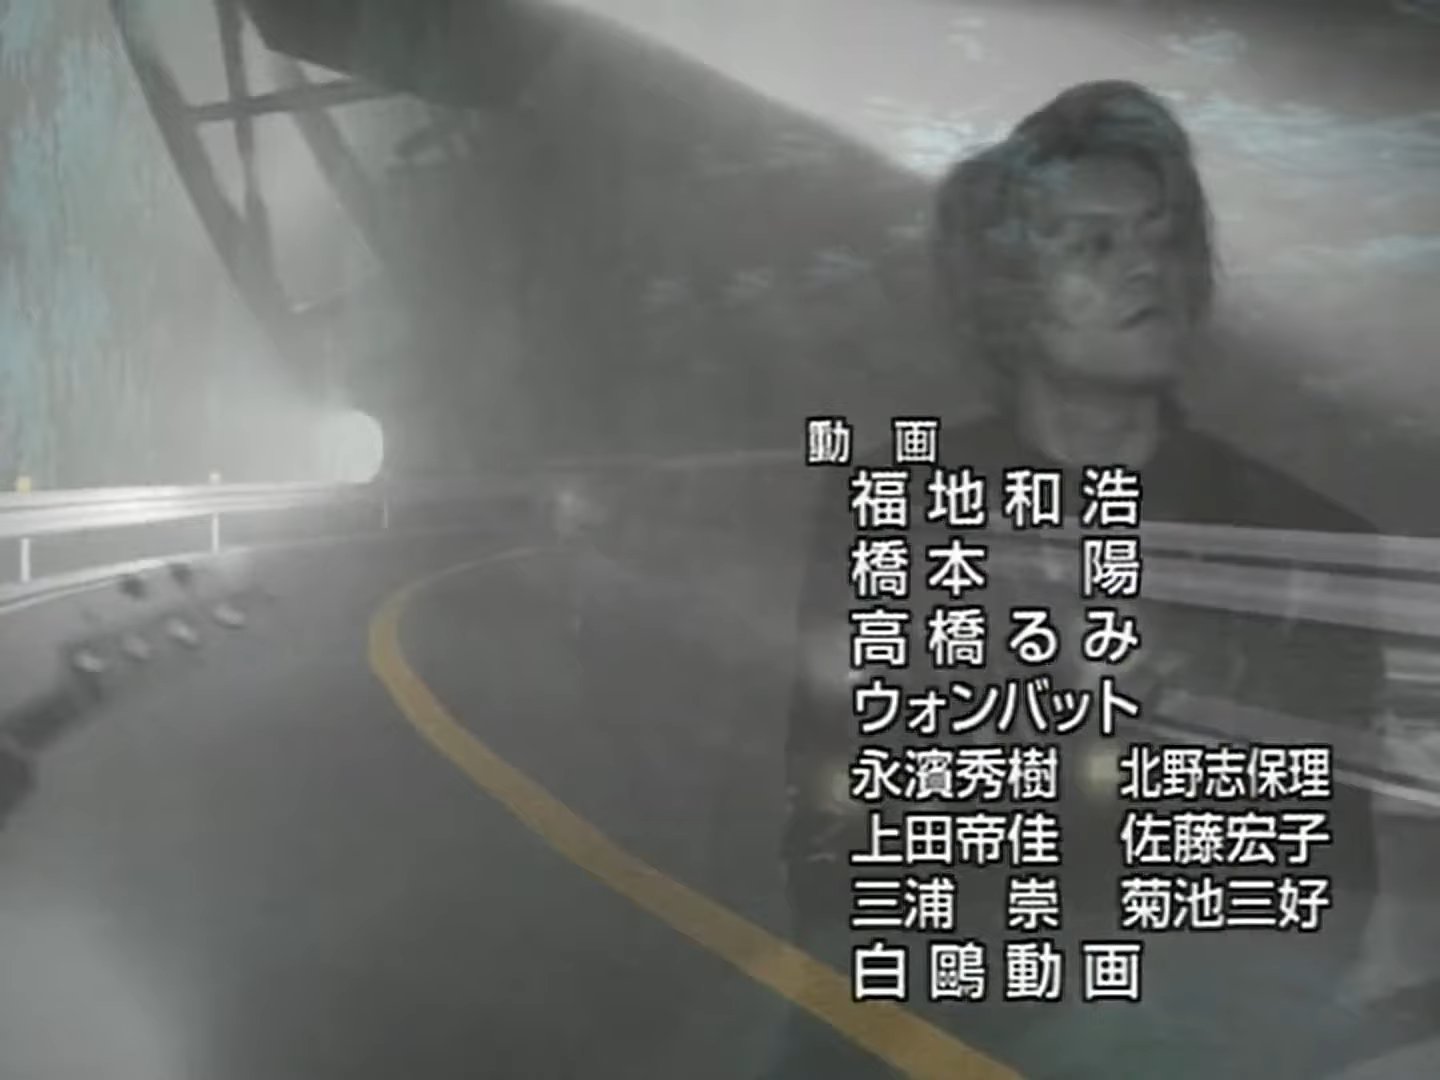 動 画
福地和浩
橋本 陽
高橋るみ
ウォンバット
永濱秀樹 北野志保理
上田帝佳 佐藤宏子
三浦 崇 菊池三好
白鷗動画